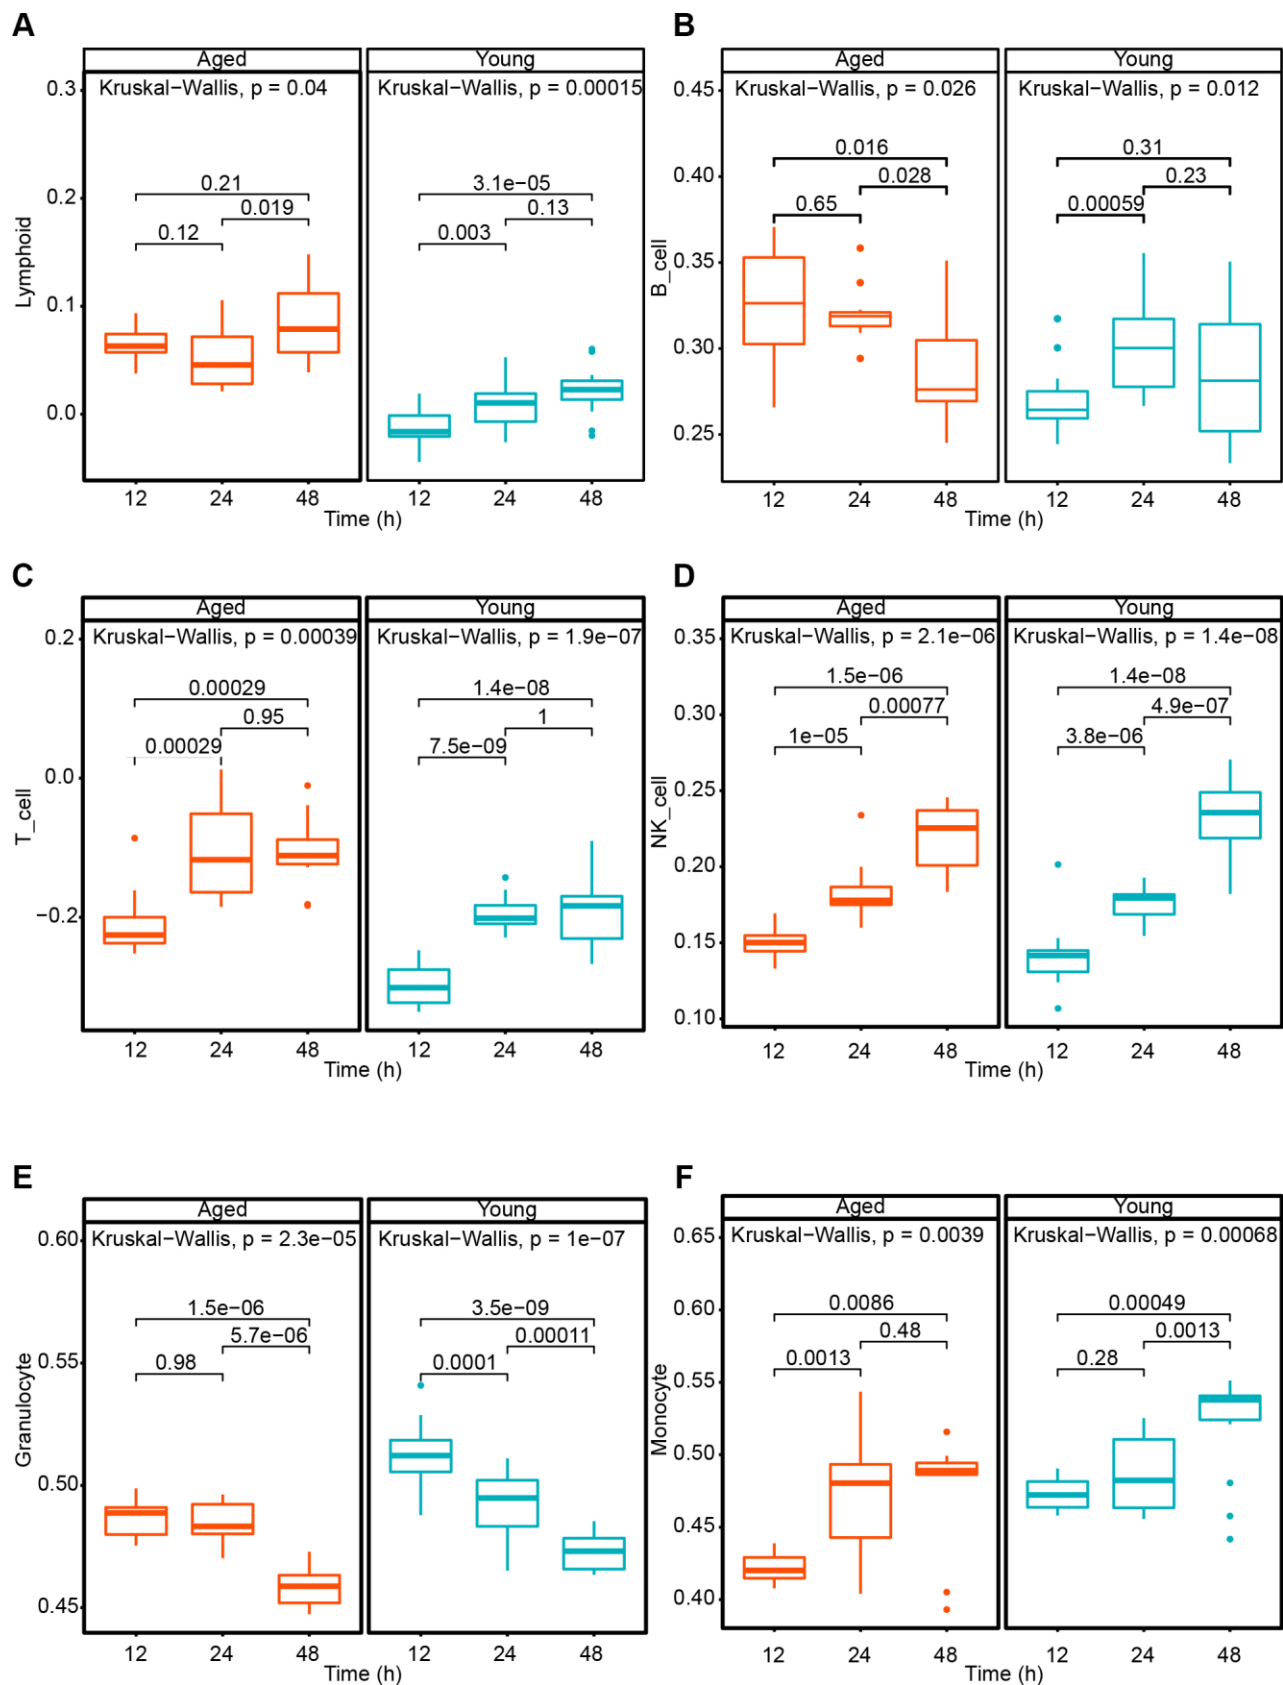 A
B
Aged
Young
Aged
Young
Kruskal−Wallis, p = 0.04
Kruskal−Wallis, p = 0.00015
Kruskal−Wallis, p = 0.026
Kruskal−Wallis, p = 0.012
0.3
0.2
0.1
0.0
Lymphoid
0.21
0.019
0.12
3.1e−05
0.13
0.003
12
24
48
12
24
48
Time (h)
0.45
0.40
0.35
0.30
0.25
B_cell
0.016
0.028
0.65
0.31
0.23
0.00059
12
24
48
12
24
48
Time (h)
C
D
Aged
Young
Aged
Young
Kruskal−Wallis, p = 0.00039
Kruskal−Wallis, p = 1.9e−07
Kruskal−Wallis, p = 2.1e−06
Kruskal−Wallis, p = 1.4e−08
0.2
0.0
−0.2
T_cell
0.00029
0.95
0.00029
1.4e−08
1
7.5e−09
12
24
48
12
24
48
Time (h)
0.35
0.30
0.25
0.20
0.15
0.10
NK_cell
1.5e−06
0.00077
1e−05
1.4e−08
4.9e−07
3.8e−06
12
24
48
12
24
48
Time (h)
E
F
Aged
Young
Aged
Young
Kruskal−Wallis, p = 2.3e−05
Kruskal−Wallis, p = 1e−07
Kruskal−Wallis, p = 0.0039
Kruskal−Wallis, p = 0.00068
0.60
0.55
0.50
0.45
Granulocyte
1.5e−06
5.7e−06
0.98
3.5e−09
0.00011
0.0001
12
24
48
12
24
48
Time (h)
0.65
0.60
0.55
0.50
0.45
0.40
Monocyte
0.0086
0.48
0.0013
0.00049
0.0013
0.28
12
24
48
12
24
48
Time (h)